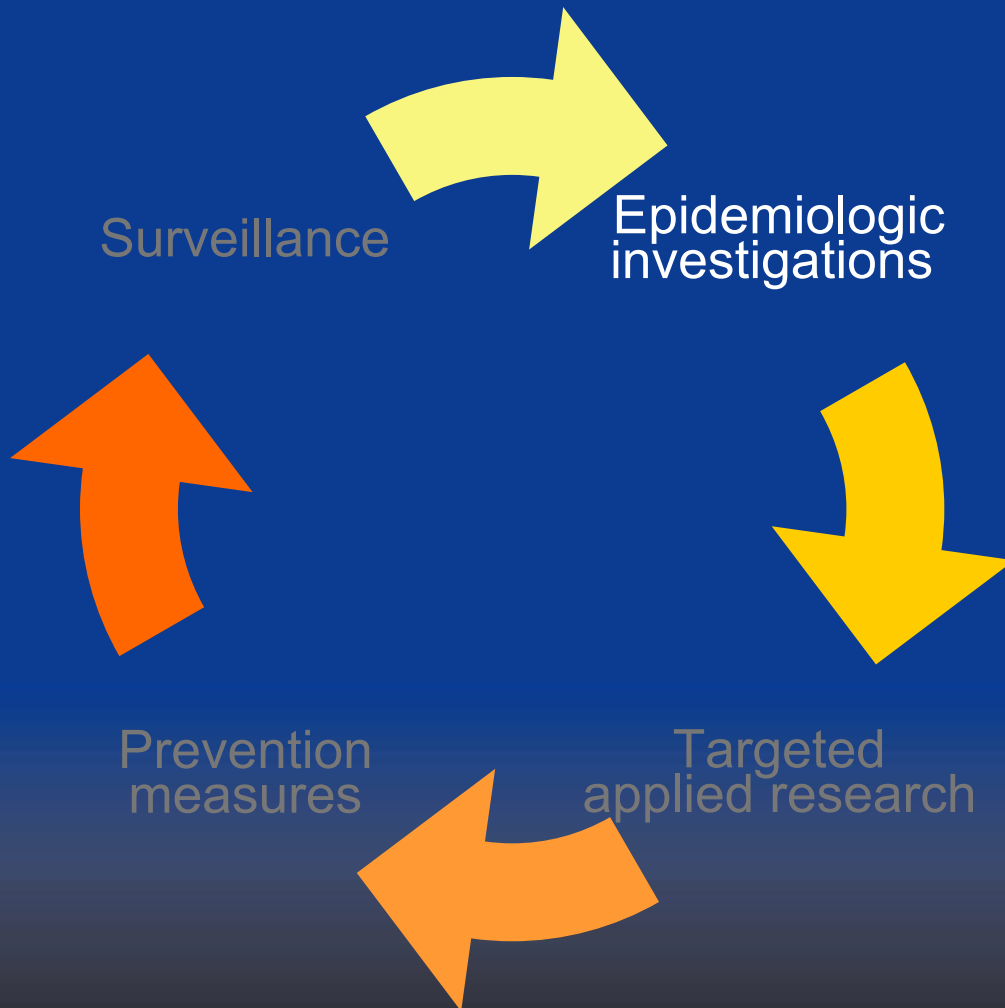 Surveillance
Epidemiologic
investigations
Prevention
measures
Targeted
applied research